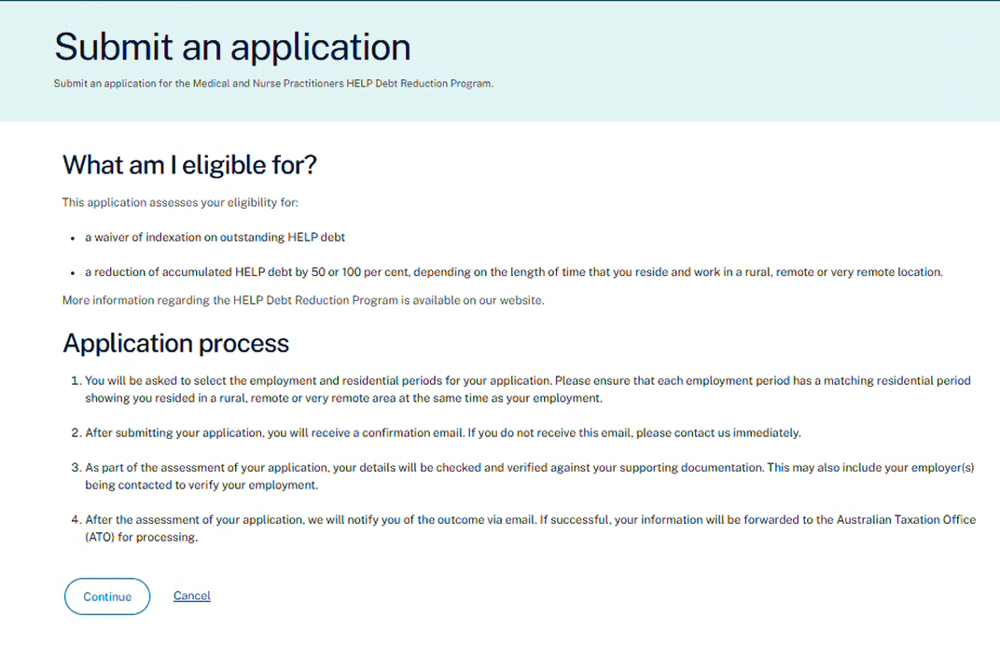 Submit an application
Submit an application for the Medical and Nurse Practitioners HELP Debt Reduction Program.
What am I eligible for?
This application assesses your eligibility for:
• a waiver of indexation on outstanding HELP debt
• a reduction of accumulated HELP debt by 50 or 100 per cent, depending on the length of time that you reside and work in a rural, remote or very remote location.
More information regarding the HELP Debt Reduction Program is available on our website.
Application process
1. You will be asked to select the employment and residential periods for your application. Please ensure that each employment period has a matching residential period
showing you resided in a rural, remote or very remote area at the same time as your employment.
2. After submitting your application, you will receive a confirmation email. If you do not receive this email, please contact us immediately.
3. As part of the assessment of your application, your details will be checked and verified against your supporting documentation. This may also include your employer(s)
being contacted to verify your employment.
4. After the assessment of your application, we will notify you of the outcome via email. If successful, your information will be forwarded to the Australian Taxation Office
(ATO) for processing.
Continue Cancel